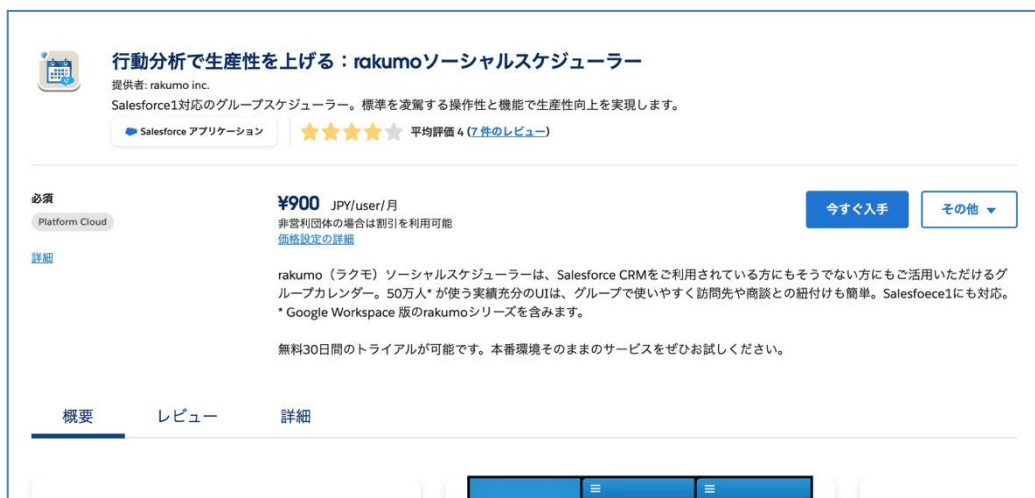 行動分析で生産性を上げる：rakumoソーシャルスケジューラー
提供者: rakumo inc.
Salesforce1対応のグループスケジューラー。標準を凌駕する操作性と機能で生産性向上を実現します。
Salesforce アプリケーション
平均評価 4 (7 件のレビュー)
必須
Platform Cloud
詳細
¥900 JPY/user/月
非営利団体の場合は割引を利用可能
価格設定の詳細
今すぐ入手
その他
rakumo（ラクモ）ソーシャルスケジューラーは、Salesforce CRMをご利用されている方にもそうでない方にもご活用いただけるグ
ループカレンダー。50万人* が使う実績充分のUIは、グループで使いやすく訪問先や商談との紐付けも簡単。Salesfoece1にも対応。
* Google Workspace 版のrakumoシリーズを含みます。
無料30日間のトライアルが可能です。本番環境そのままのサービスをぜひお試しください。
概要
レビュー
詳細